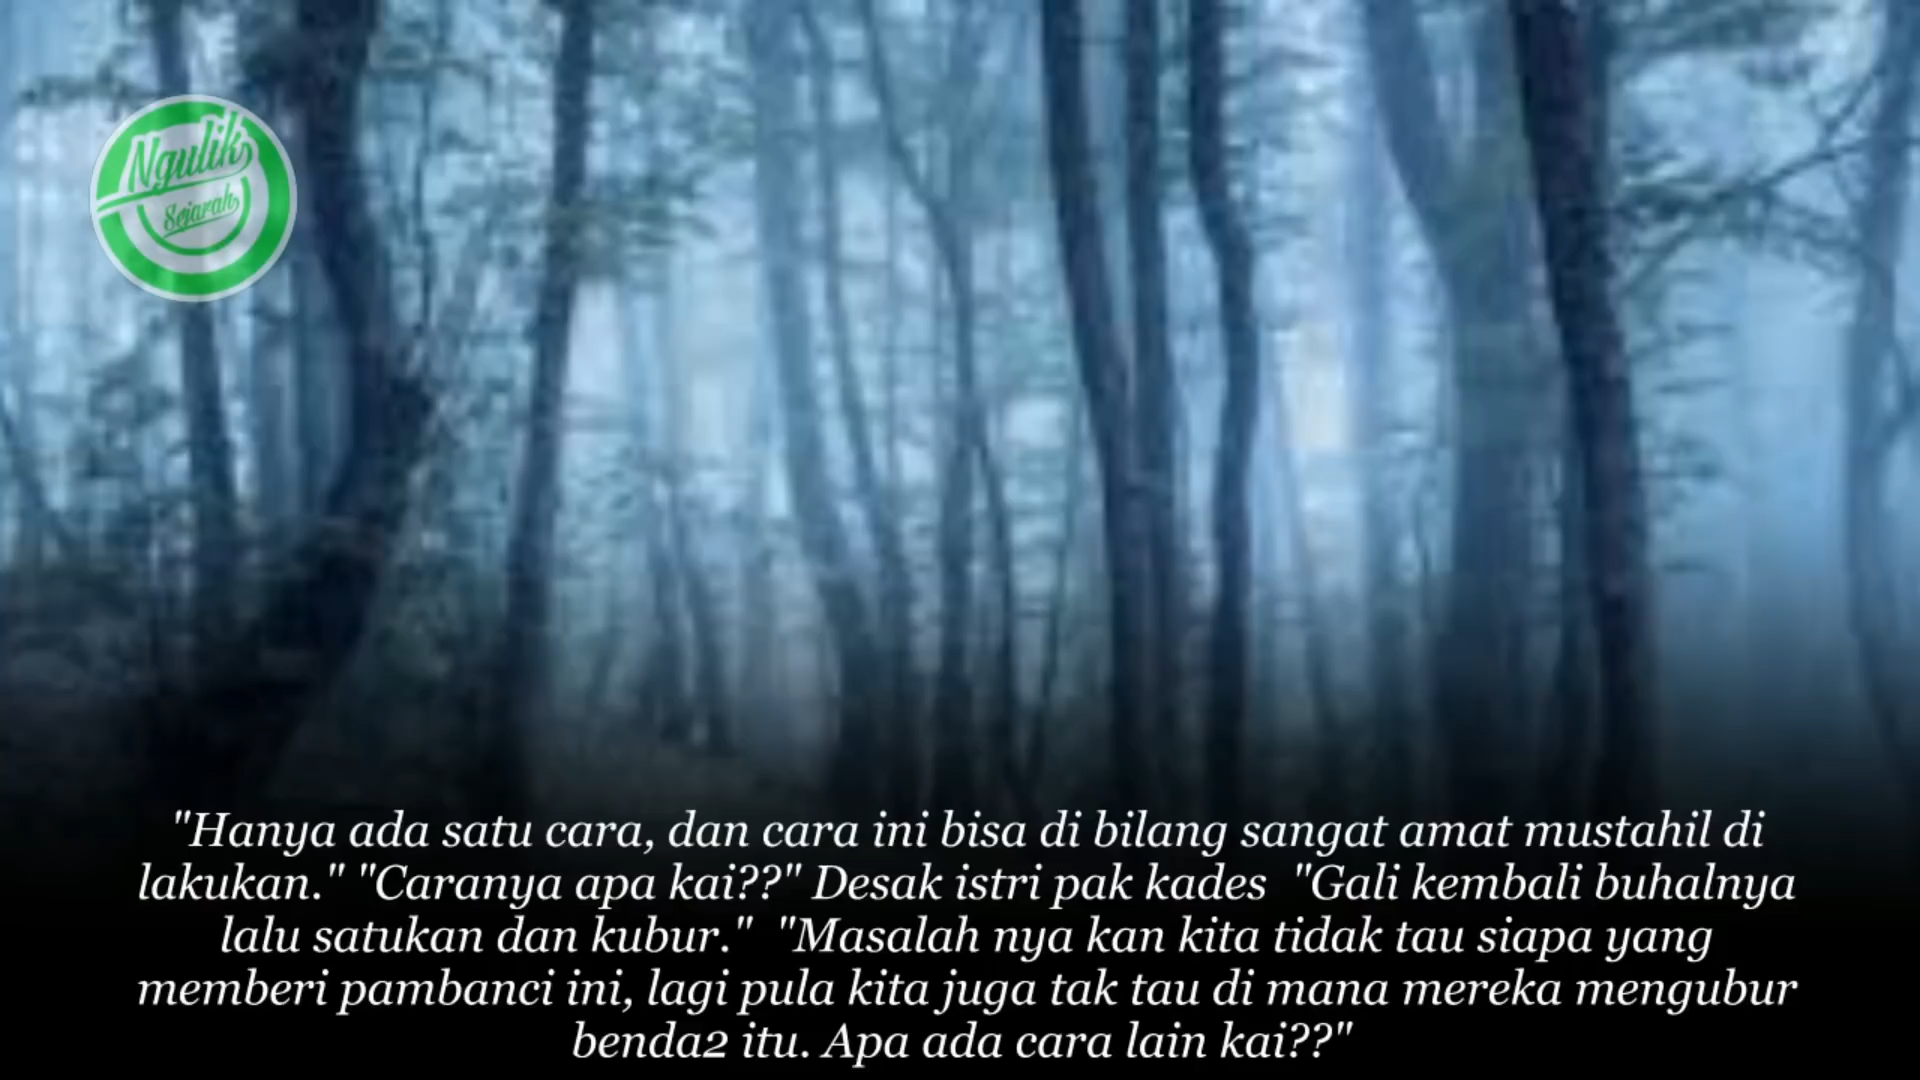 Ngulik
Sejarah
"Hanya ada satu cara, dan cara ini bisa di bilang sangat amat mustahil di
lakukan." "Caranya apa kai??" Desak istri pak kades  "Gali kembali buhalnya
lalu satukan dan kubur."  "Masalah nya kan kita tidak tau siapa yang
memberi pambanci ini, lagi pula kita juga tak tau di mana mereka mengubur
benda2 itu. Apa ada cara lain kai??"